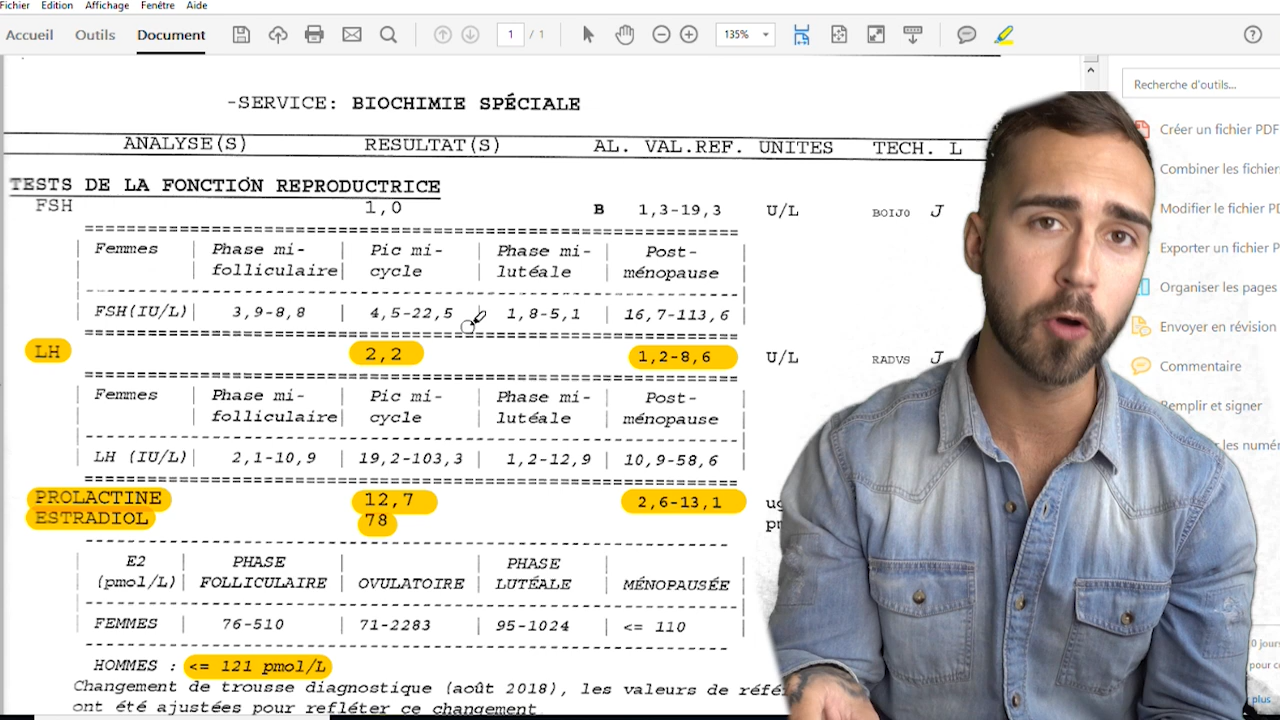 Fichier Edition Affichage Fenêtre Aide
Accueil Outils Document 1 / 1 135%
Recherche d'outils...
-SERVICE: BIOCHIMIE SPÉCIALE
ANALYSE(S) RESULTAT(S) AL. VAL.REF. UNITES TECH. L
TESTS DE LA FONCTION REPRODUCTRICE
FSH 1,0 B 1,3-19,3 U/L BOIJ0 J
Femmes Phase mi- Pic mi- Phase mi- Post-
folliculaire cycle lutéale ménopause
FSH(IU/L) 3,9-8,8 4,5-22,5 1,8-5,1 16,7-113,6
LH 2,2 1,2-8,6 U/L RADVS J
Femmes Phase mi- Pic mi- Phase mi- Post-
folliculaire cycle lutéale ménopause
LH (IU/L) 2,1-10,9 19,2-103,3 1,2-12,9 10,9-58,6
PROLACTINE 12,7 2,6-13,1
ESTRADIOL 78
E2 PHASE PHASE
(pmol/L) FOLLICULAIRE OVULATOIRE LUTÉALE MÉNOPAUSÉE
FEMMES 76-510 71-2283 95-1024 <= 110
HOMMES : <= 121 pmol/L
Changement de trousse diagnostique (août 2018), les valeurs de
ont été ajustées pour refléter ce changement
Créer un fichier PDF
Combiner les fichiers
Modifier le fichier
Exporter un fichier
Organiser les pages
Envoyer en révision
Commentaire
Remplir et signer
plus